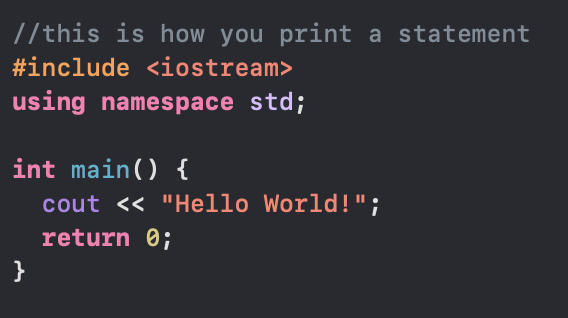 //this is how you print a statement
#include <iostream>
using namespace std;
int main() {
cout << "Hello World!";
return 0;
}